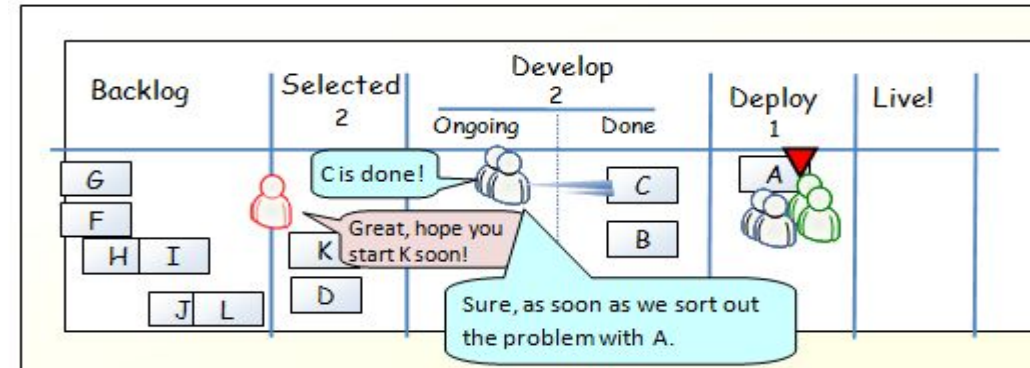 Backlog
Selected
2
Develop
2
Ongoing
Done
Deploy
1
Live!
G
F
H
I
J
L
C is done!
Great, hope you
start K soon!
K
D
C
B
A
Sure, as soon as we sort out
the problem with A.